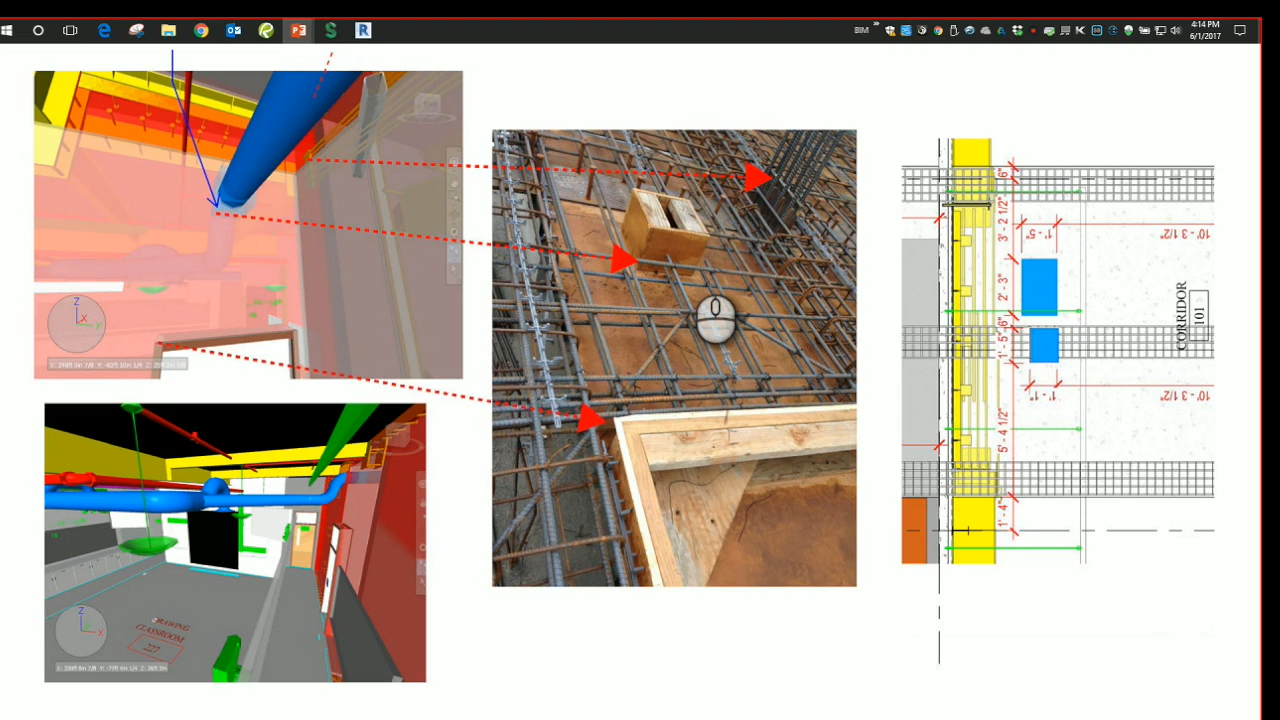 BIM
4:14 PM
6/1/2017
Z
X
Y
Z
X
DRAWING
CLASSROOM
227
6"
3' - 2 1/2"
1' - 5"
10' - 3 1/2"
2' - 3"
6"
1' - 5"
CORRIDOR
101
1' - 1"
10' - 3 1/2"
5' - 4 1/2"
1' - 4"